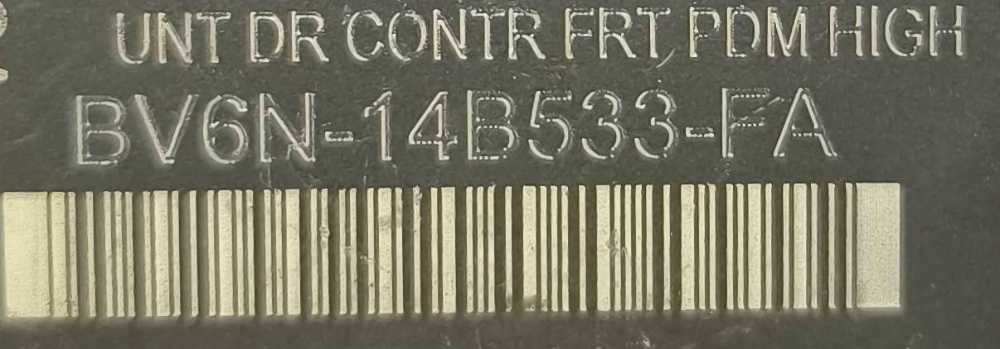 UNT DR CONTR FRT, PDM HIGH
BV6N-14B533-FA